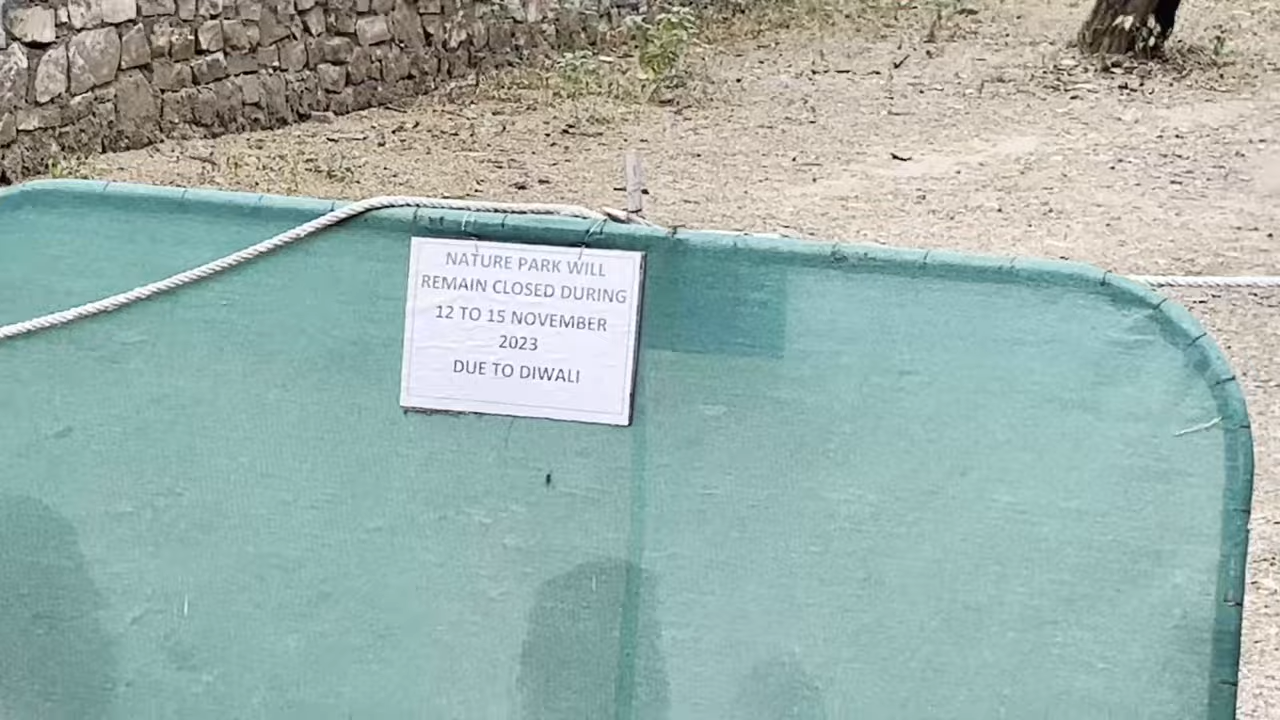 NATURE PARK WILL
REMAIN CLOSED DURING
12 TO 15 NOVEMBER
2023
DUE TO DIWALI